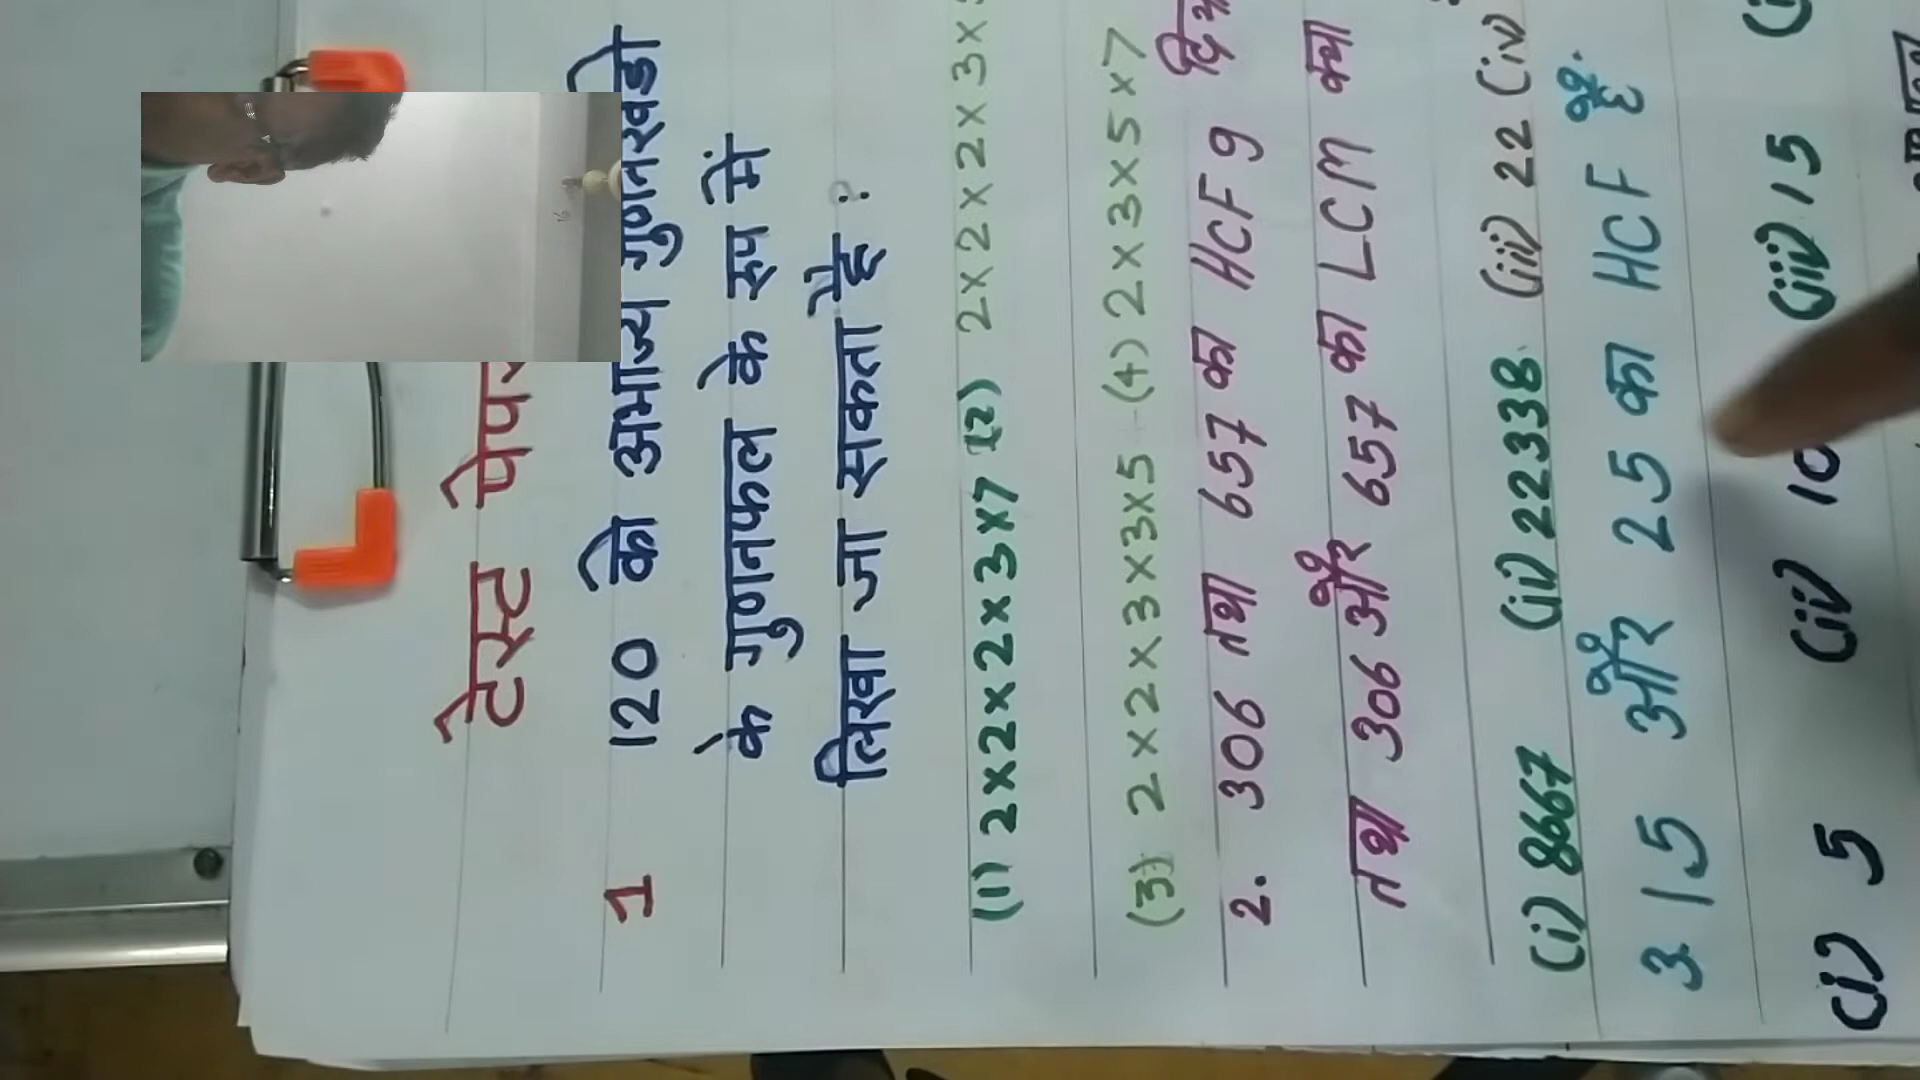 टेस्ट
1 120 को अभाज्य गुणनखंडो
के गुणनफल के रूप में
लिखा जा सकता है :
(1) 2×2×2×3×7 (2) 2×2×2×2×3×
(3) 2×2×3×3×5 (4) 2×3×5×7
2. 306 तथा 657 का HCF 9
तथा 306 और 657 का LCM क्या
(i) 8667 (ii) 22338 (iii) 22 (iv)
3 15 और 25 का HCF है.
(i) 5 (ii) 10 (iii) 15